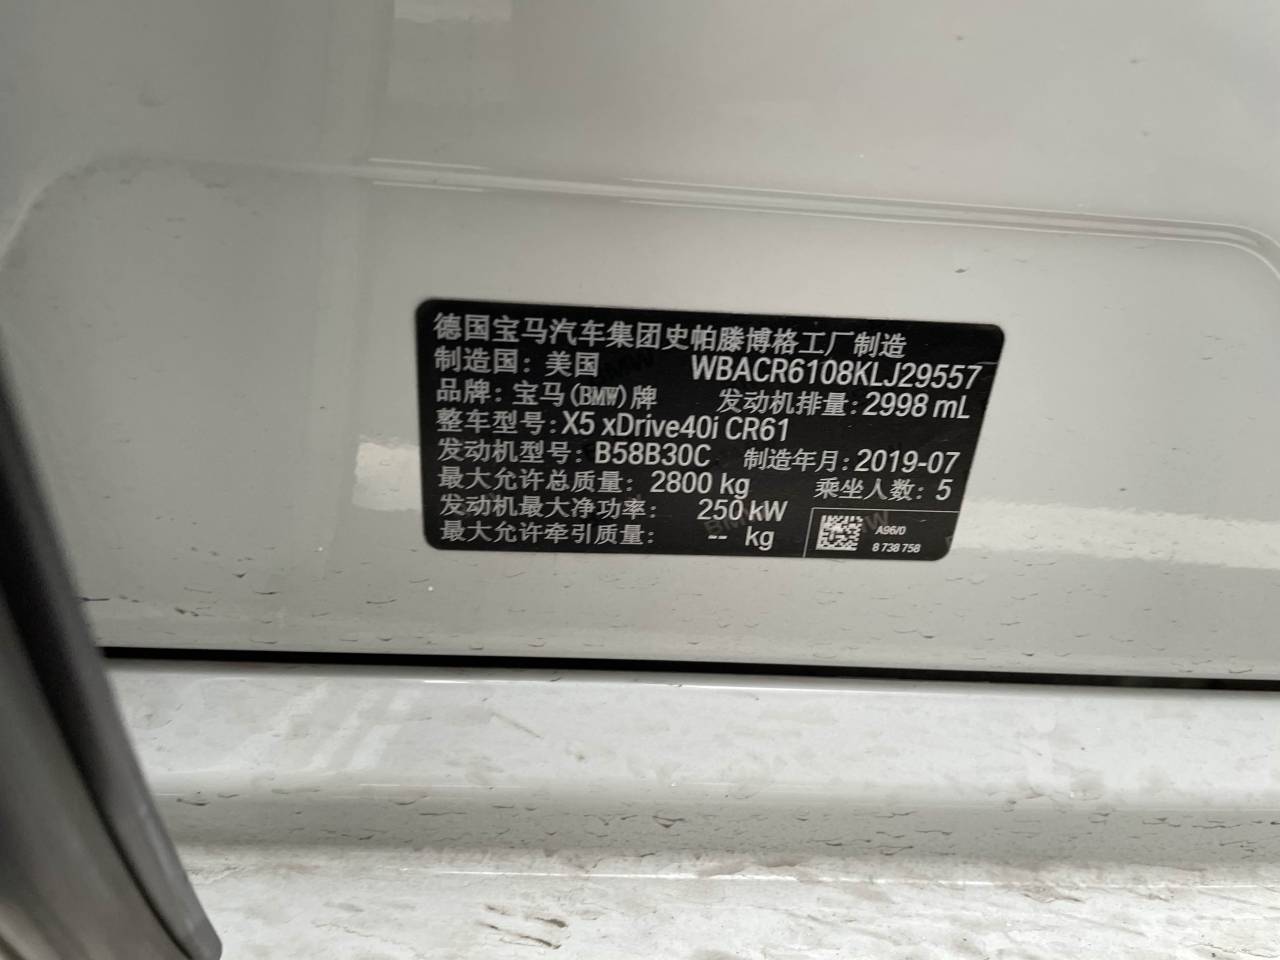 德国宝马汽车集团史帕滕博格工厂制造
制造国：美国 WBACR6108KLJ29557
品牌：宝马(BMW)牌 发动机排量：2998 mL
整车型号：X5 xDrive40i CR61
发动机型号：B58B30C 制造年月：2019-07
最大允许总质量：2800 kg 乘坐人数：5
发动机最大净功率：250 kW
最大允许牵引质量：-- kg
A96/0
8 738 758